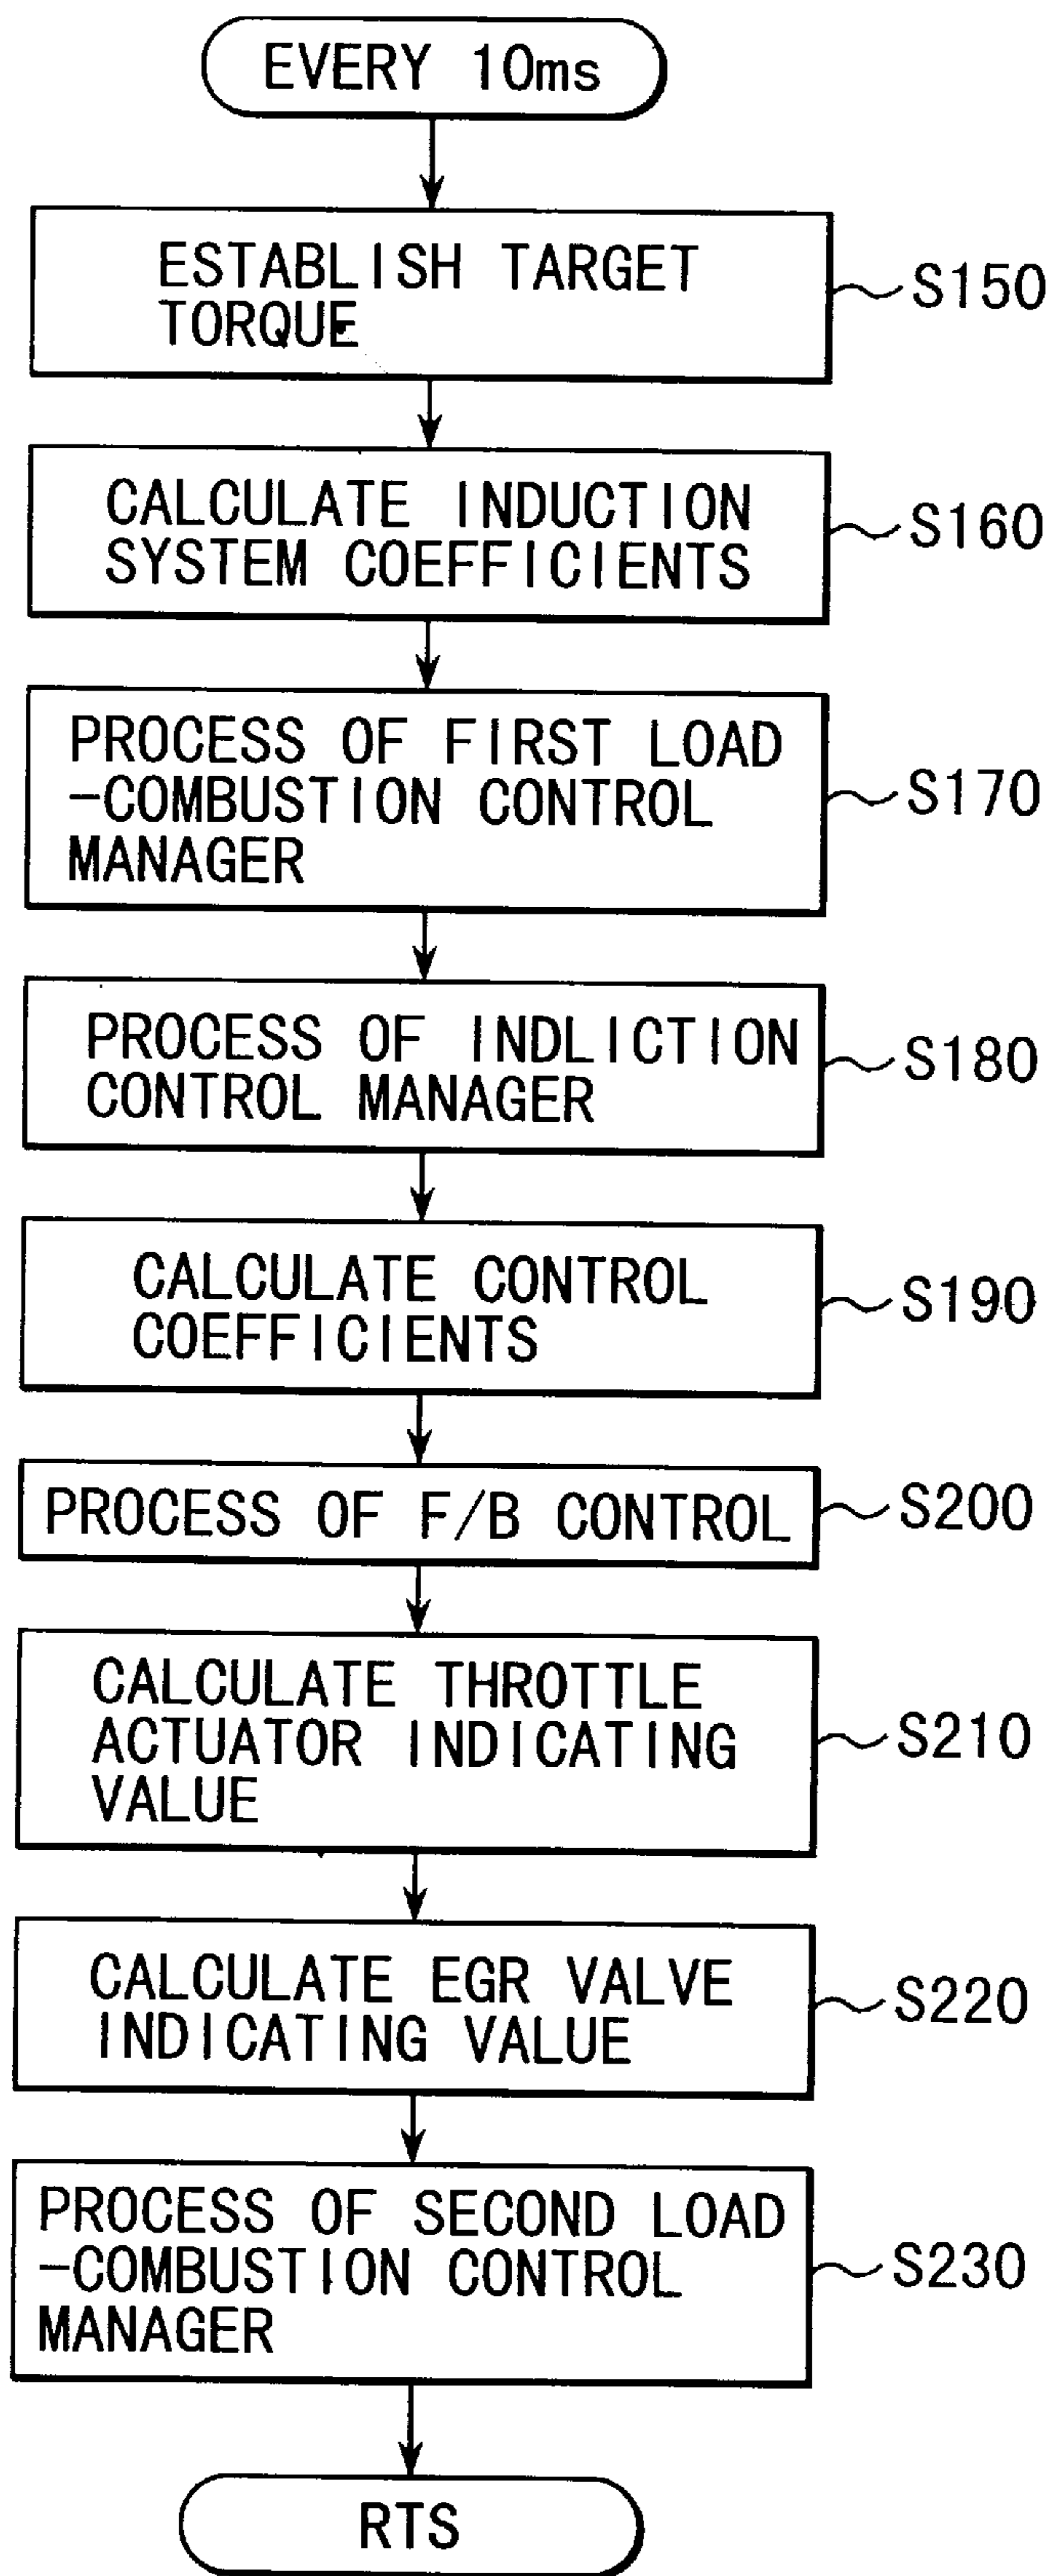 EVERY 10ms
ESTABLISH TARGET
TORQUE
S150
CALCULATE INDUCTION
SYSTEM COEFFICIENTS
S160
PROCESS OF FIRST LOAD
-COMBUSTION CONTROL
MANAGER
S170
PROCESS OF INDLICTION
CONTROL MANAGER
S180
CALCULATE CONTROL
COEFFICIENTS
S190
PROCESS OF F/B CONTROL
S200
CALCULATE THROTTLE
ACTUATOR INDICATING
VALUE
S210
CALCULATE EGR VALVE
INDICATING VALUE
S220
PROCESS OF SECOND LOAD
-COMBUSTION CONTROL
MANAGER
S230
RTS